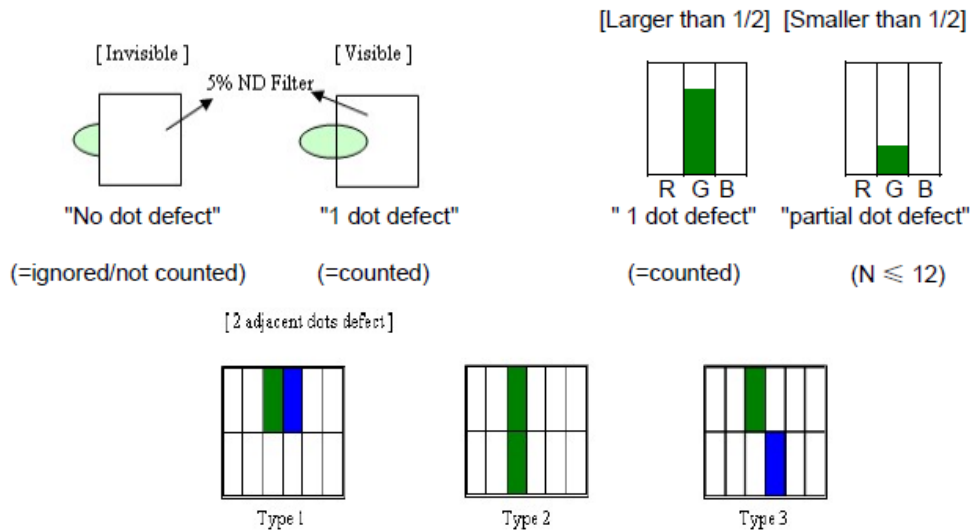 [Larger than 1/2] [Smaller than 1/2]
[ Invisible ] [ Visible ]
5% ND Filter
R G B R G B
"No dot defect" "1 dot defect" " 1 dot defect" "partial dot defect"
(=ignored/not counted) (=counted) (=counted) (N ≤ 12)
[ 2 adjacent dots defect ]
Type 1 Type 2 Type 3